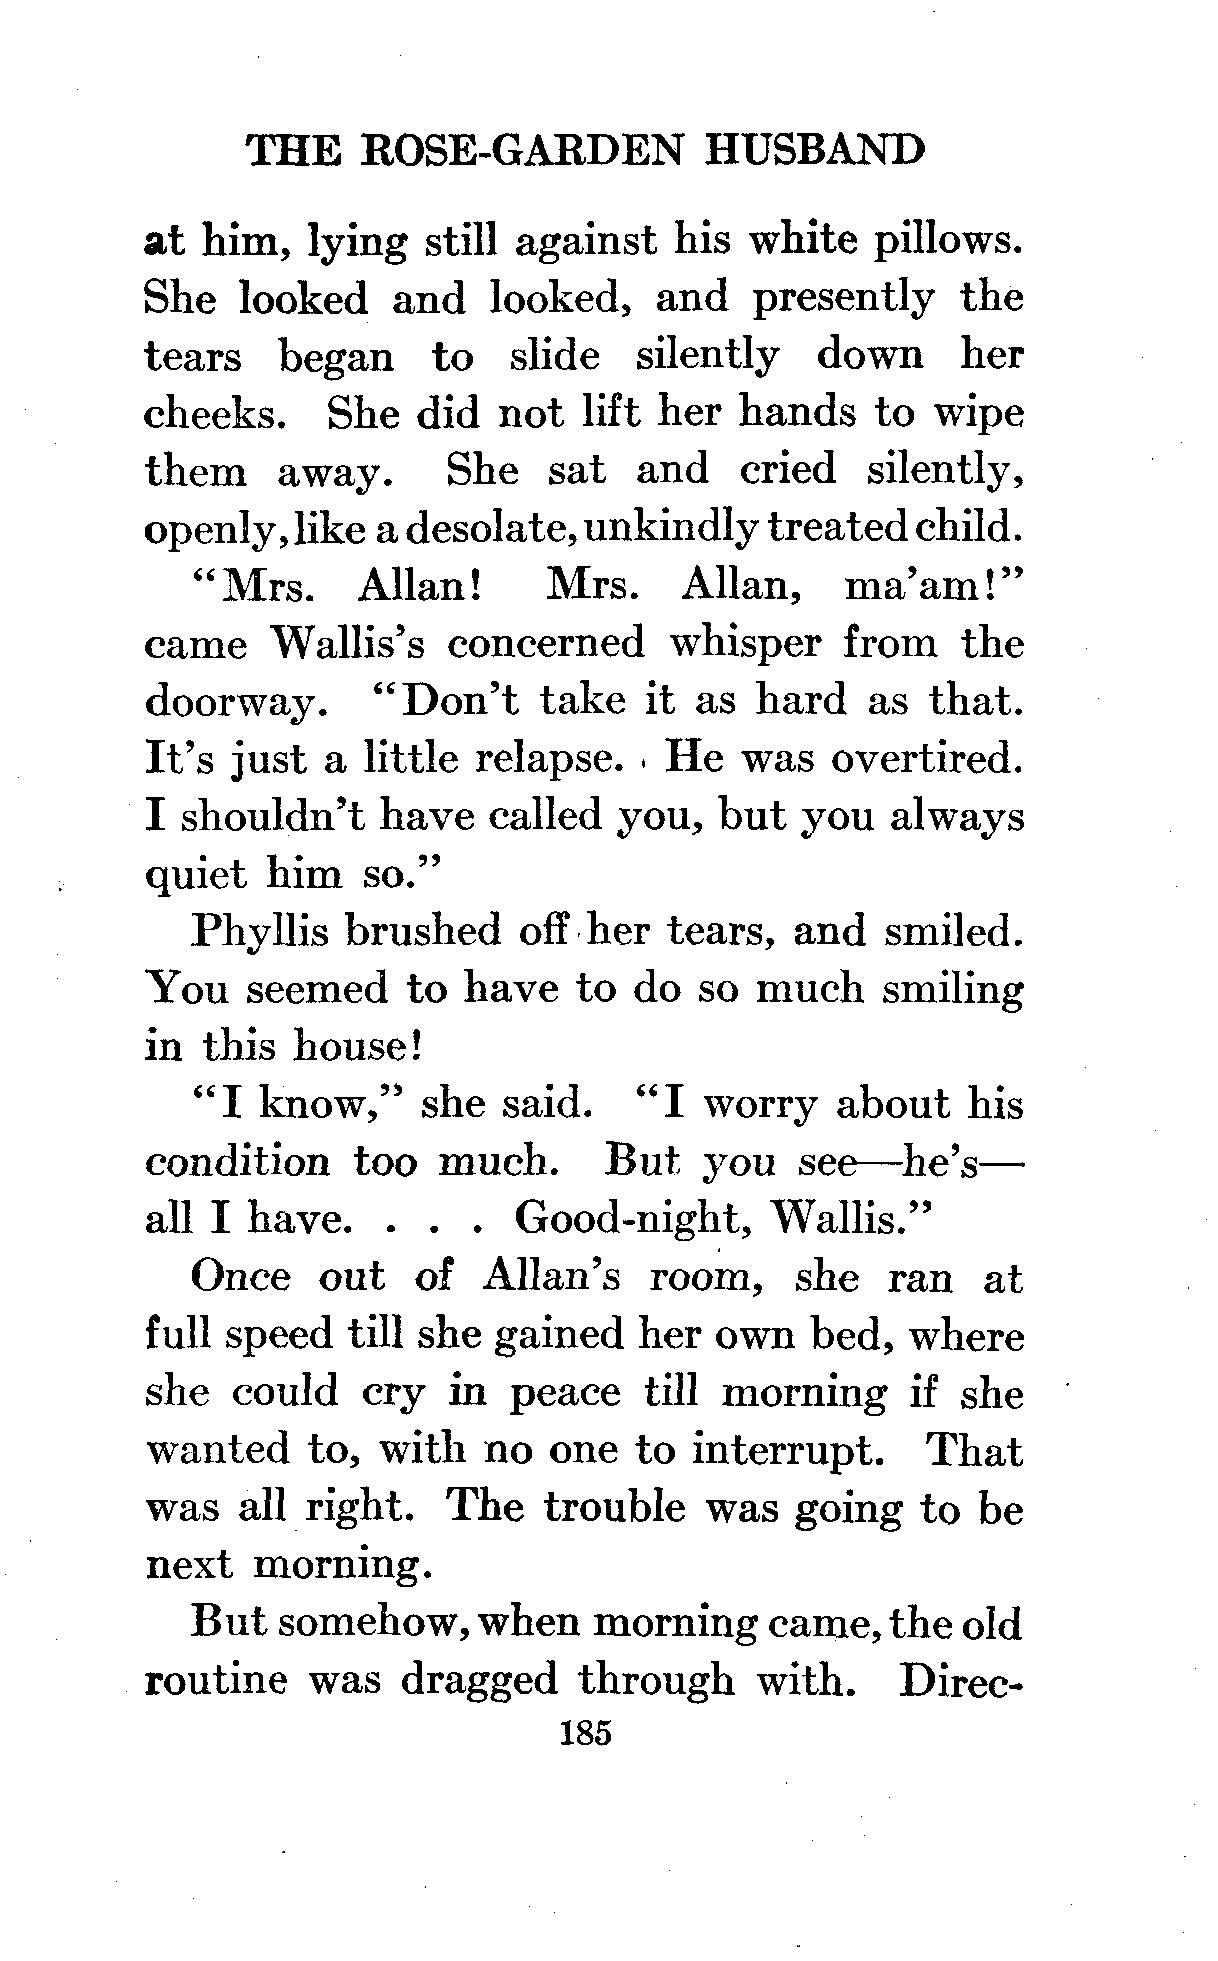 THE ROSE-GARDEN HUSBAND
at him, lying still against his white pillows.
She looked and looked, and presently the
tears began to slide silently down her
cheeks. She did not lift her hands to wipe
them away. She sat and cried silently,
openly, like a desolate, unkindly treated child.
"Mrs. Allan! Mrs. Allan, ma'am!"
came Wallis's concerned whisper from the
doorway. "Don't take it as hard as that.
It's just a little relapse. He was overtired.
I shouldn't have called you, but you always
quiet him so."
Phyllis brushed off her tears, and smiled.
You seemed to have to do so much smiling
in this house!
"I know," she said. "I worry about his
condition too much. But you see—he's—
all I have. . . . Good-night, Wallis."
Once out of Allan's room, she ran at
full speed till she gained her own bed, where
she could cry in peace till morning if she
wanted to, with no one to interrupt. That
was all right. The trouble was going to be
next morning.
But somehow, when morning came, the old
routine was dragged through with. Direc-
185